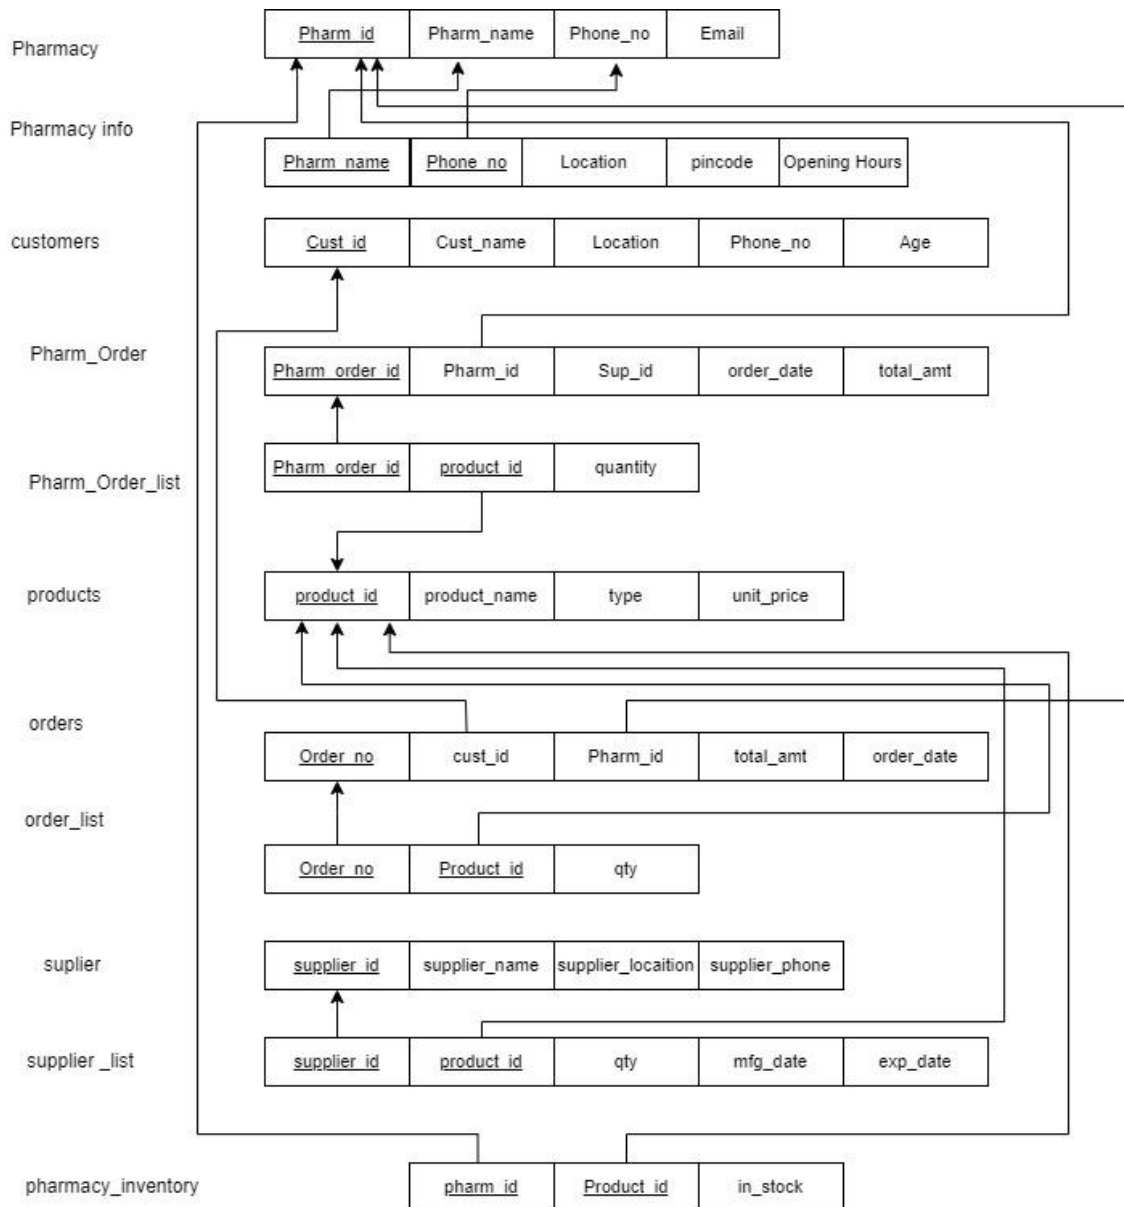 Pharmacy
Pharm_id Pharm_name Phone_no Email
Pharmacy info
Pharm_name Phone_no Location pincode Opening Hours
customers
Cust_id Cust_name Location Phone_no Age
Pharm_Order
Pharm_order_id Pharm_id Sup_id order_date total_amt
Pharm_Order_list
Pharm_order_id product_id quantity
products
product_id product_name type unit_price
orders
Order_no cust_id Pharm_id total_amt order_date
order_list
Order_no Product_id qty
suplier
supplier_id supplier_name supplier_locaition supplier_phone
supplier _list
supplier_id product_id qty mfg_date exp_date
pharmacy_inventory
pharm_id Product_id in_stock